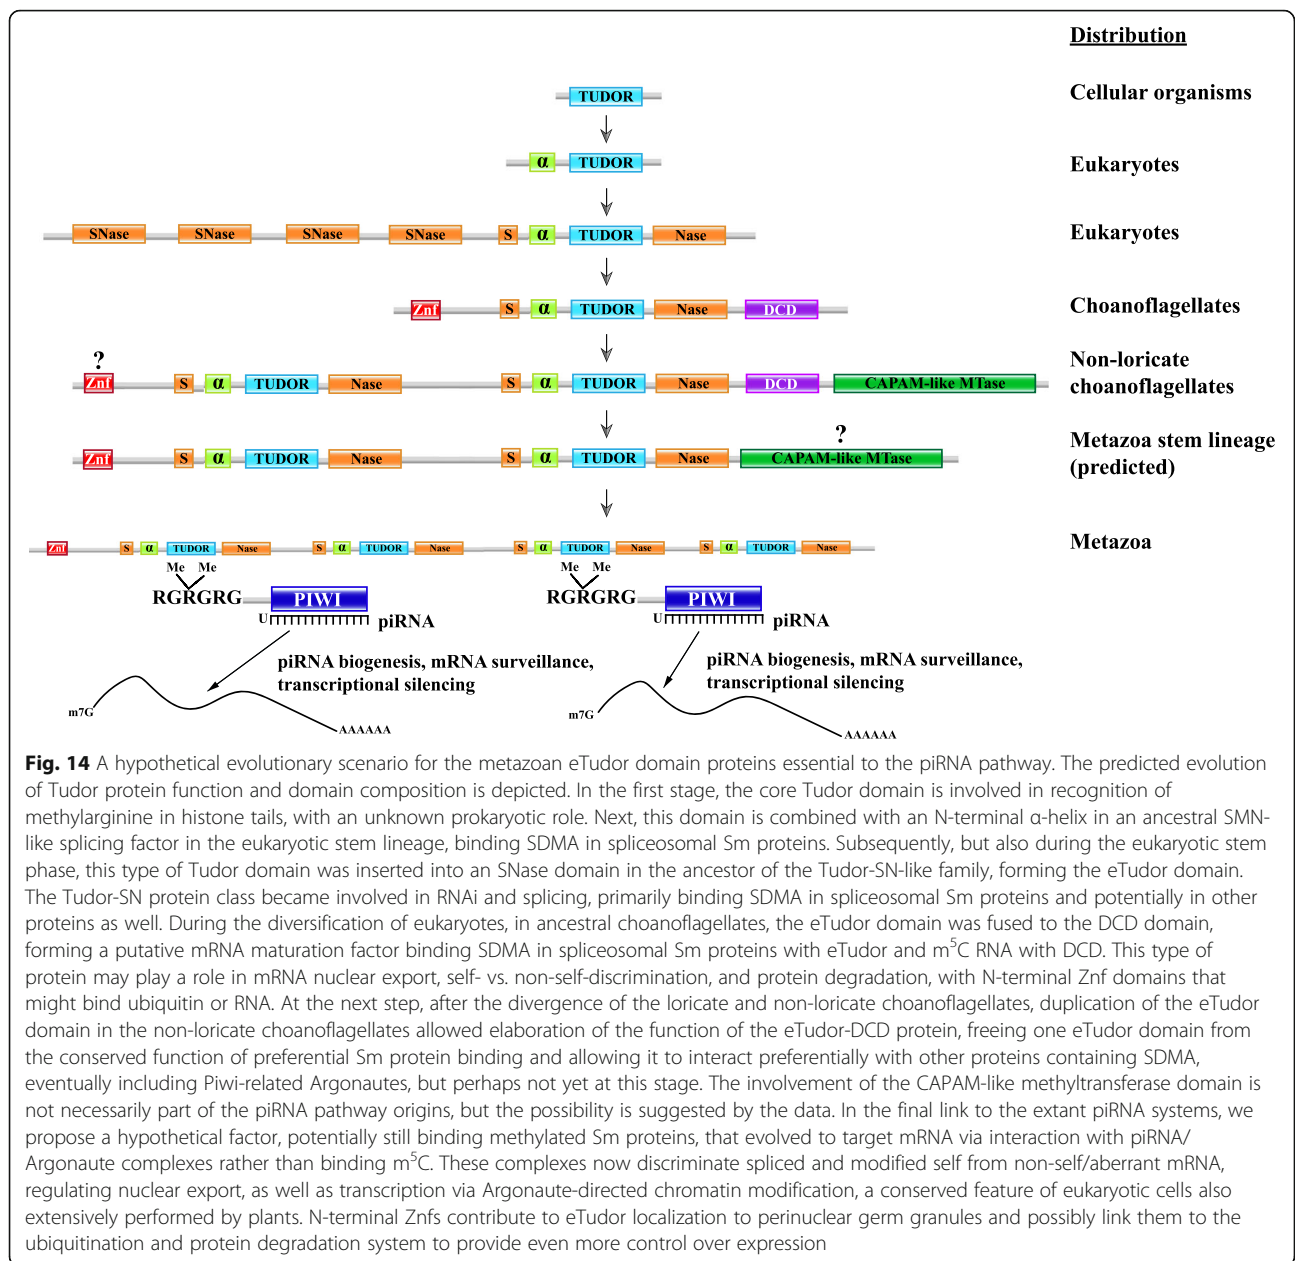 Distribution
TUDOR
Cellular organisms
α TUDOR
Eukaryotes
SNase SNase SNase SNase S α TUDOR Nase
Eukaryotes
Znf S α TUDOR Nase DCD
Choanoflagellates
?
Znf S α TUDOR Nase S α TUDOR Nase DCD CAPAM-like MTase
Non-loricate
choanoflagellates
?
Znf S α TUDOR Nase S α TUDOR Nase CAPAM-like MTase
Metazoa stem lineage
(predicted)
Znf S α TUDOR Nase S α TUDOR Nase S α TUDOR Nase S α TUDOR Nase
Metazoa
Me Me Me Me
RGRGRG PIWI RGRGRG PIWI
U piRNA U piRNA
piRNA biogenesis, mRNA surveillance,
transcriptional silencing
piRNA biogenesis, mRNA surveillance,
transcriptional silencing
m7G AAAAAA
m7G AAAAAA
Fig. 14 A hypothetical evolutionary scenario for the metazoan eTudor domain proteins essential to the piRNA pathway. The predicted evolution
of Tudor protein function and domain composition is depicted. In the first stage, the core Tudor domain is involved in recognition of
methylarginine in histone tails, with an unknown prokaryotic role. Next, this domain is combined with an N-terminal α-helix in an ancestral SMN-
like splicing factor in the eukaryotic stem lineage, binding SDMA in spliceosomal Sm proteins. Subsequently, but also during the eukaryotic stem
phase, this type of Tudor domain was inserted into an SNase domain in the ancestor of the Tudor-SN-like family, forming the eTudor domain.
The Tudor-SN protein class became involved in RNAi and splicing, primarily binding SDMA in spliceosomal Sm proteins and potentially in other
proteins as well. During the diversification of eukaryotes, in ancestral choanoflagellates, the eTudor domain was fused to the DCD domain,
forming a putative mRNA maturation factor binding SDMA in spliceosomal Sm proteins with eTudor and m⁵C RNA with DCD. This type of
protein may play a role in mRNA nuclear export, self- vs. non-self-discrimination, and protein degradation, with N-terminal Znf domains that
might bind ubiquitin or RNA. At the next step, after the divergence of the loricate and non-loricate choanoflagellates, duplication of the eTudor
domain in the non-loricate choanoflagellates allowed elaboration of the function of the eTudor-DCD protein, freeing one eTudor domain from
the conserved function of preferential Sm protein binding and allowing it to interact preferentially with other proteins containing SDMA,
eventually including Piwi-related Argonautes, but perhaps not yet at this stage. The involvement of the CAPAM-like methyltransferase domain is
not necessarily part of the piRNA pathway origins, but the possibility is suggested by the data. In the final link to the extant piRNA systems, we
propose a hypothetical factor, potentially still binding methylated Sm proteins, that evolved to target mRNA via interaction with piRNA/
Argonaute complexes rather than binding m⁵C. These complexes now discriminate spliced and modified self from non-self/aberrant mRNA,
regulating nuclear export, as well as transcription via Argonaute-directed chromatin modification, a conserved feature of eukaryotic cells also
extensively performed by plants. N-terminal Znfs contribute to eTudor localization to perinuclear germ granules and possibly link them to the
ubiquitination and protein degradation system to provide even more control over expression